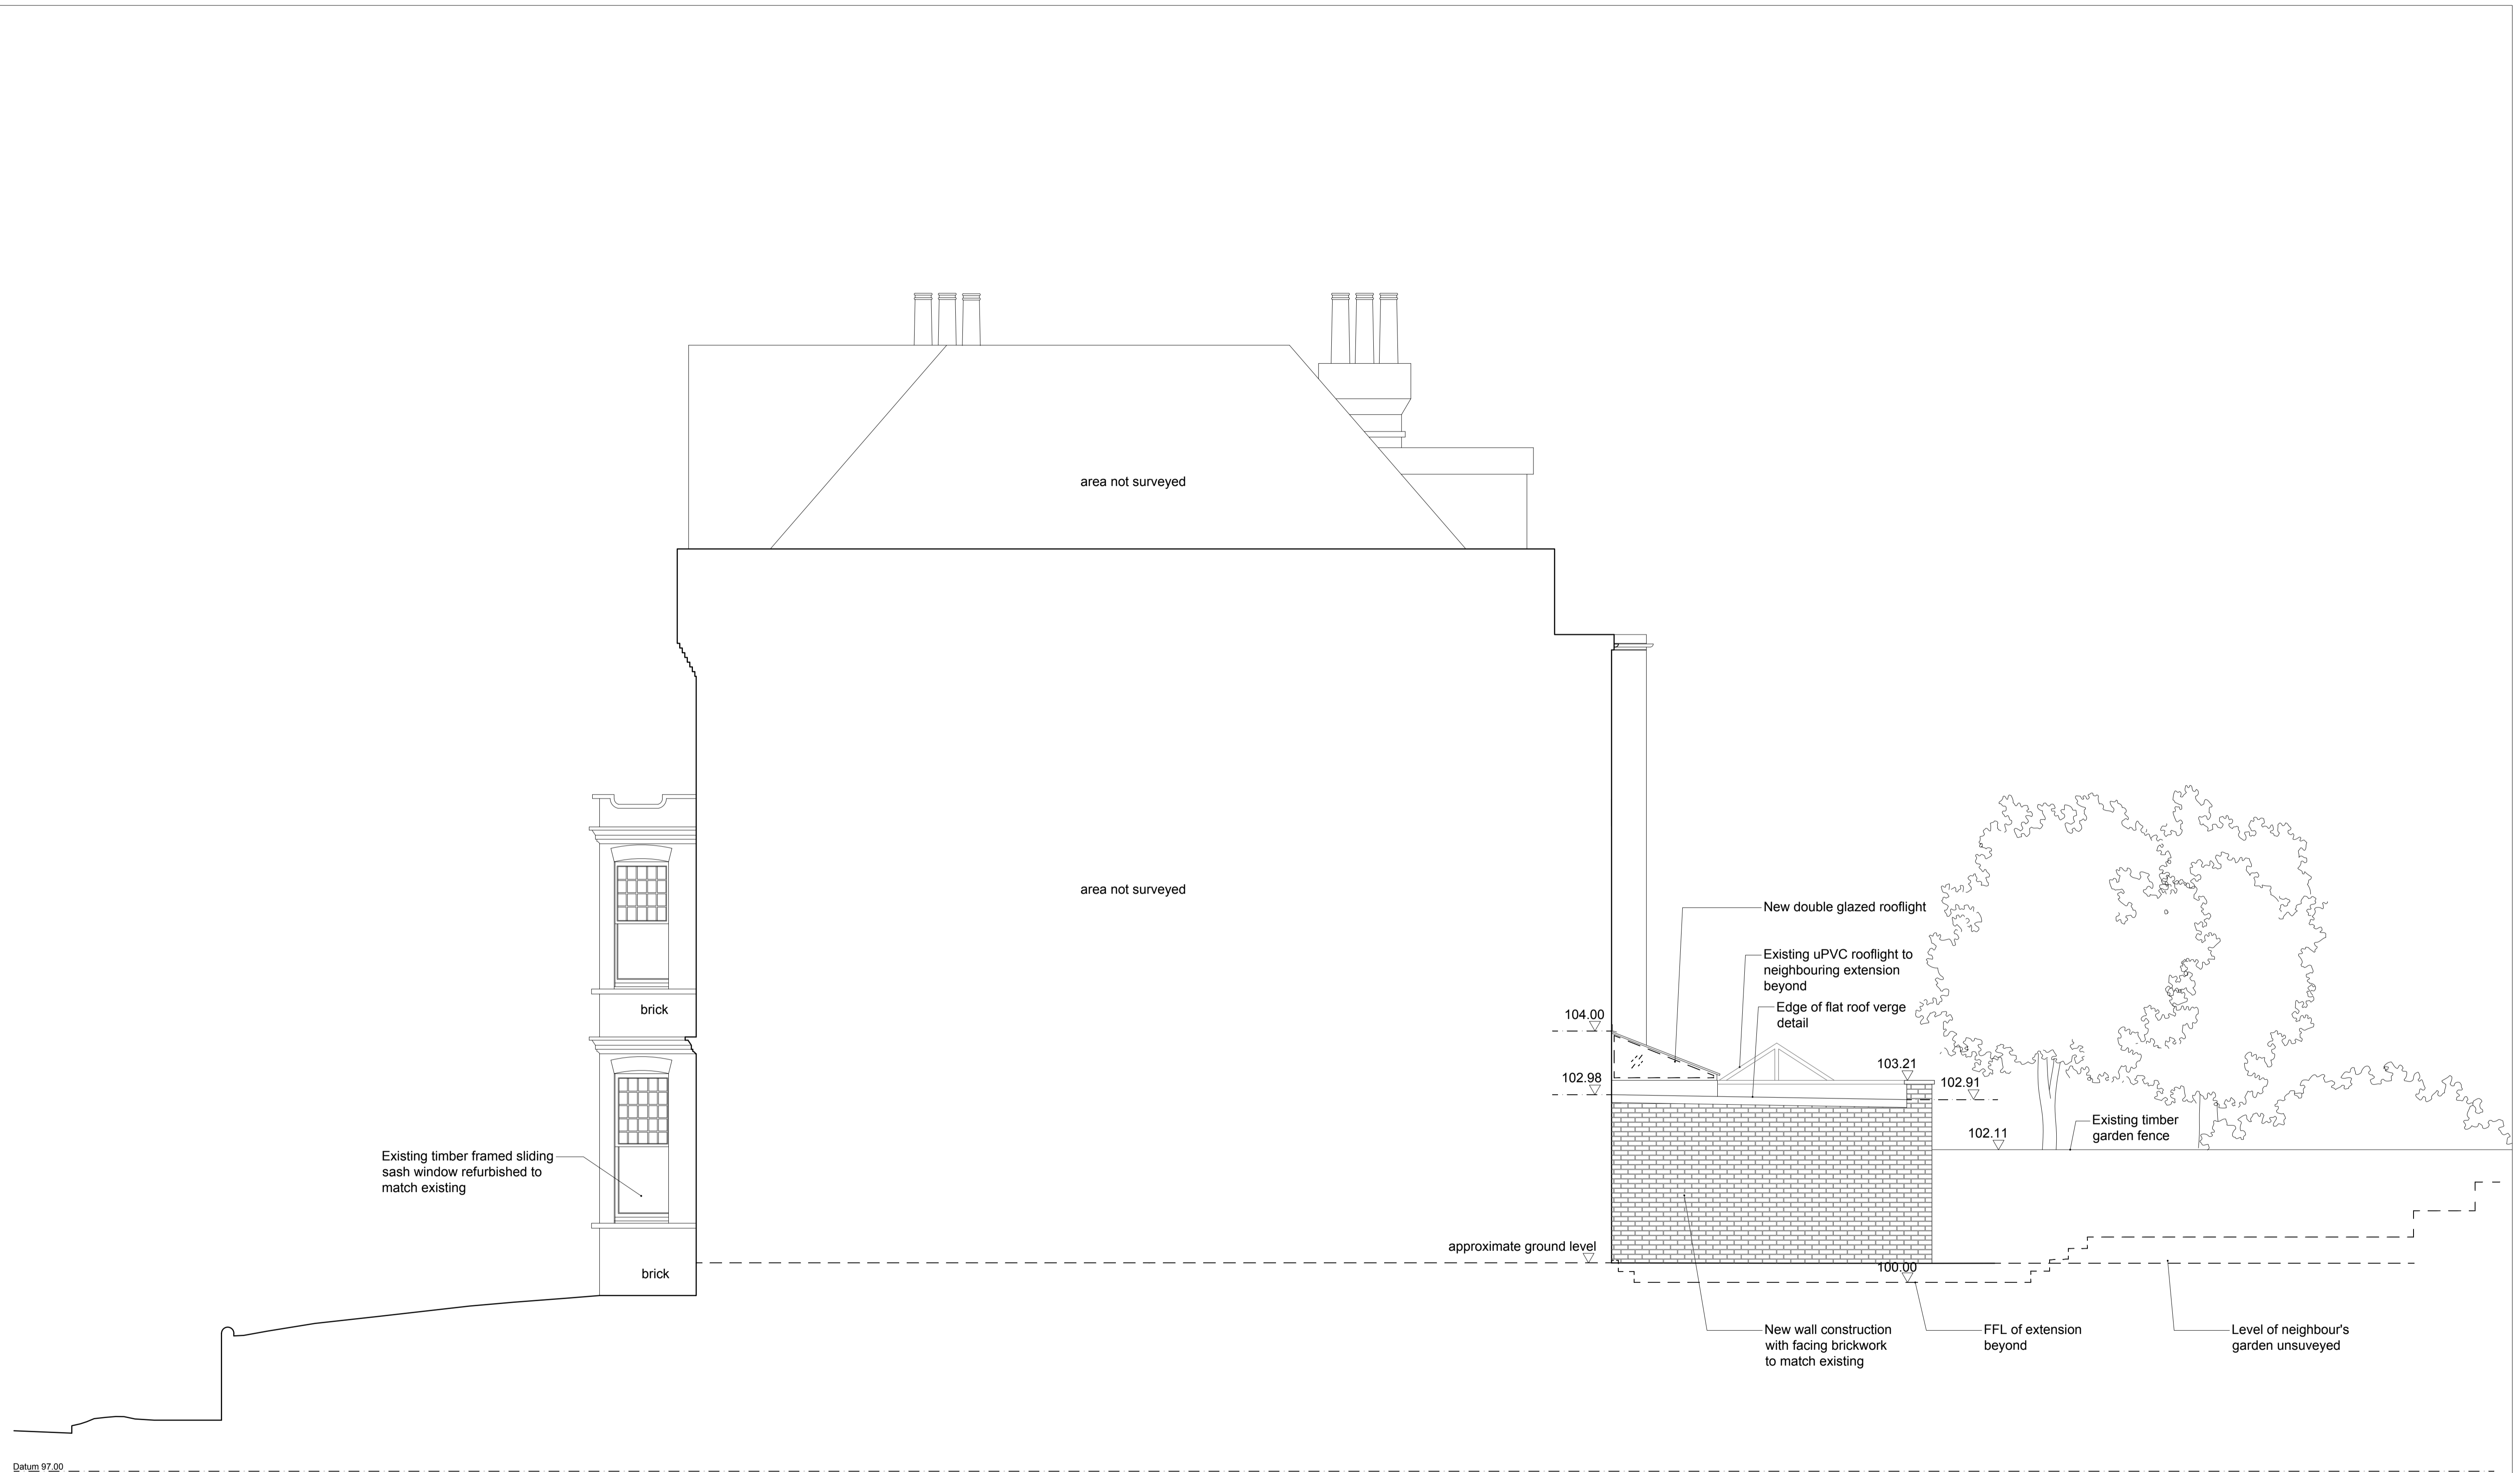 area not surveyed
area not surveyed
New double glazed rooflight
Existing uPVC rooflight to
neighbouring extension
beyond
Edge of flat roof verge
detail
brick
104.00
102.98
103.21
102.91
102.11
Existing timber
garden fence
Existing timber framed sliding
sash window refurbished to
match existing
approximate ground level
brick
100.00
New wall construction
with facing brickwork
to match existing
FFL of extension
beyond
Level of neighbour's
garden unsuveyed
Datum 97.00